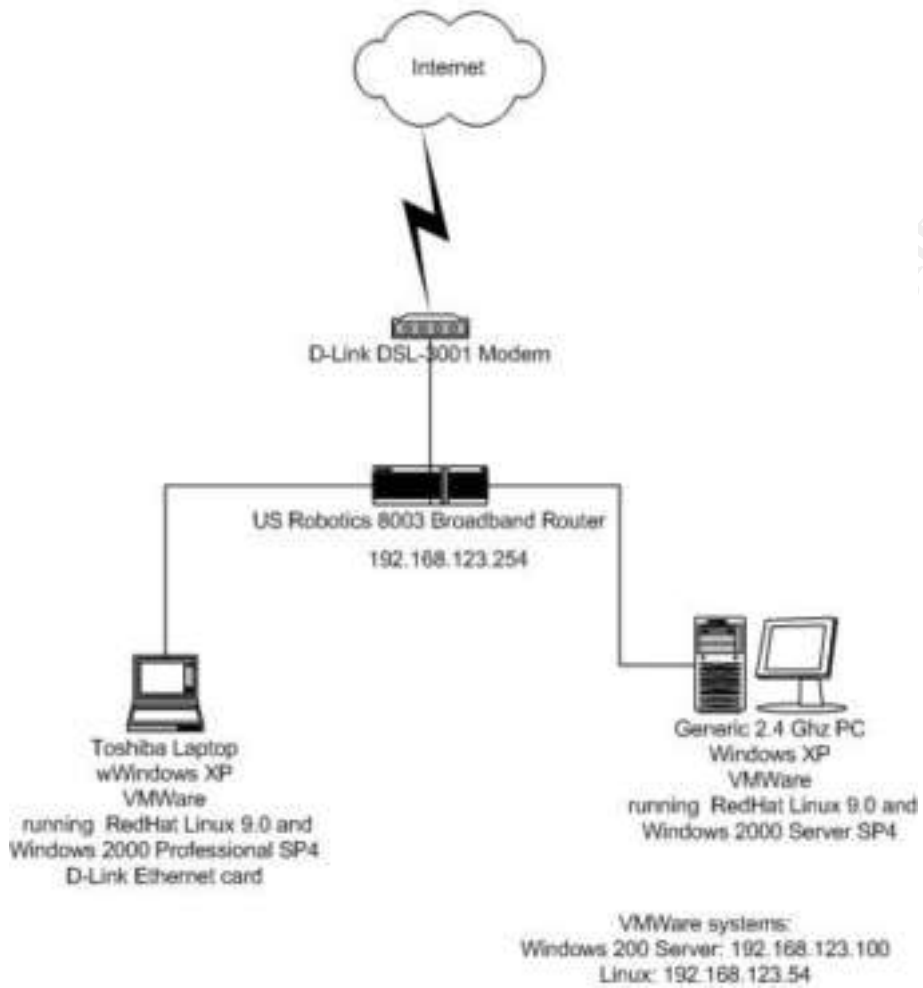 Internet
D-Link DSL-3001 Modem
US Robotics 8003 Broadband Router
192.168.123.254
Toshiba Laptop
wWindows XP
VMWare
running RedHat Linux 9.0 and
Windows 2000 Professional SP4
D-Link Ethernet card
Generic 2.4 Ghz PC
Windows XP
VMWare
running RedHat Linux 9.0 and
Windows 2000 Server SP4
VMWare systems:
Windows 200 Server: 192.168.123.100
Linux: 192.168.123.54